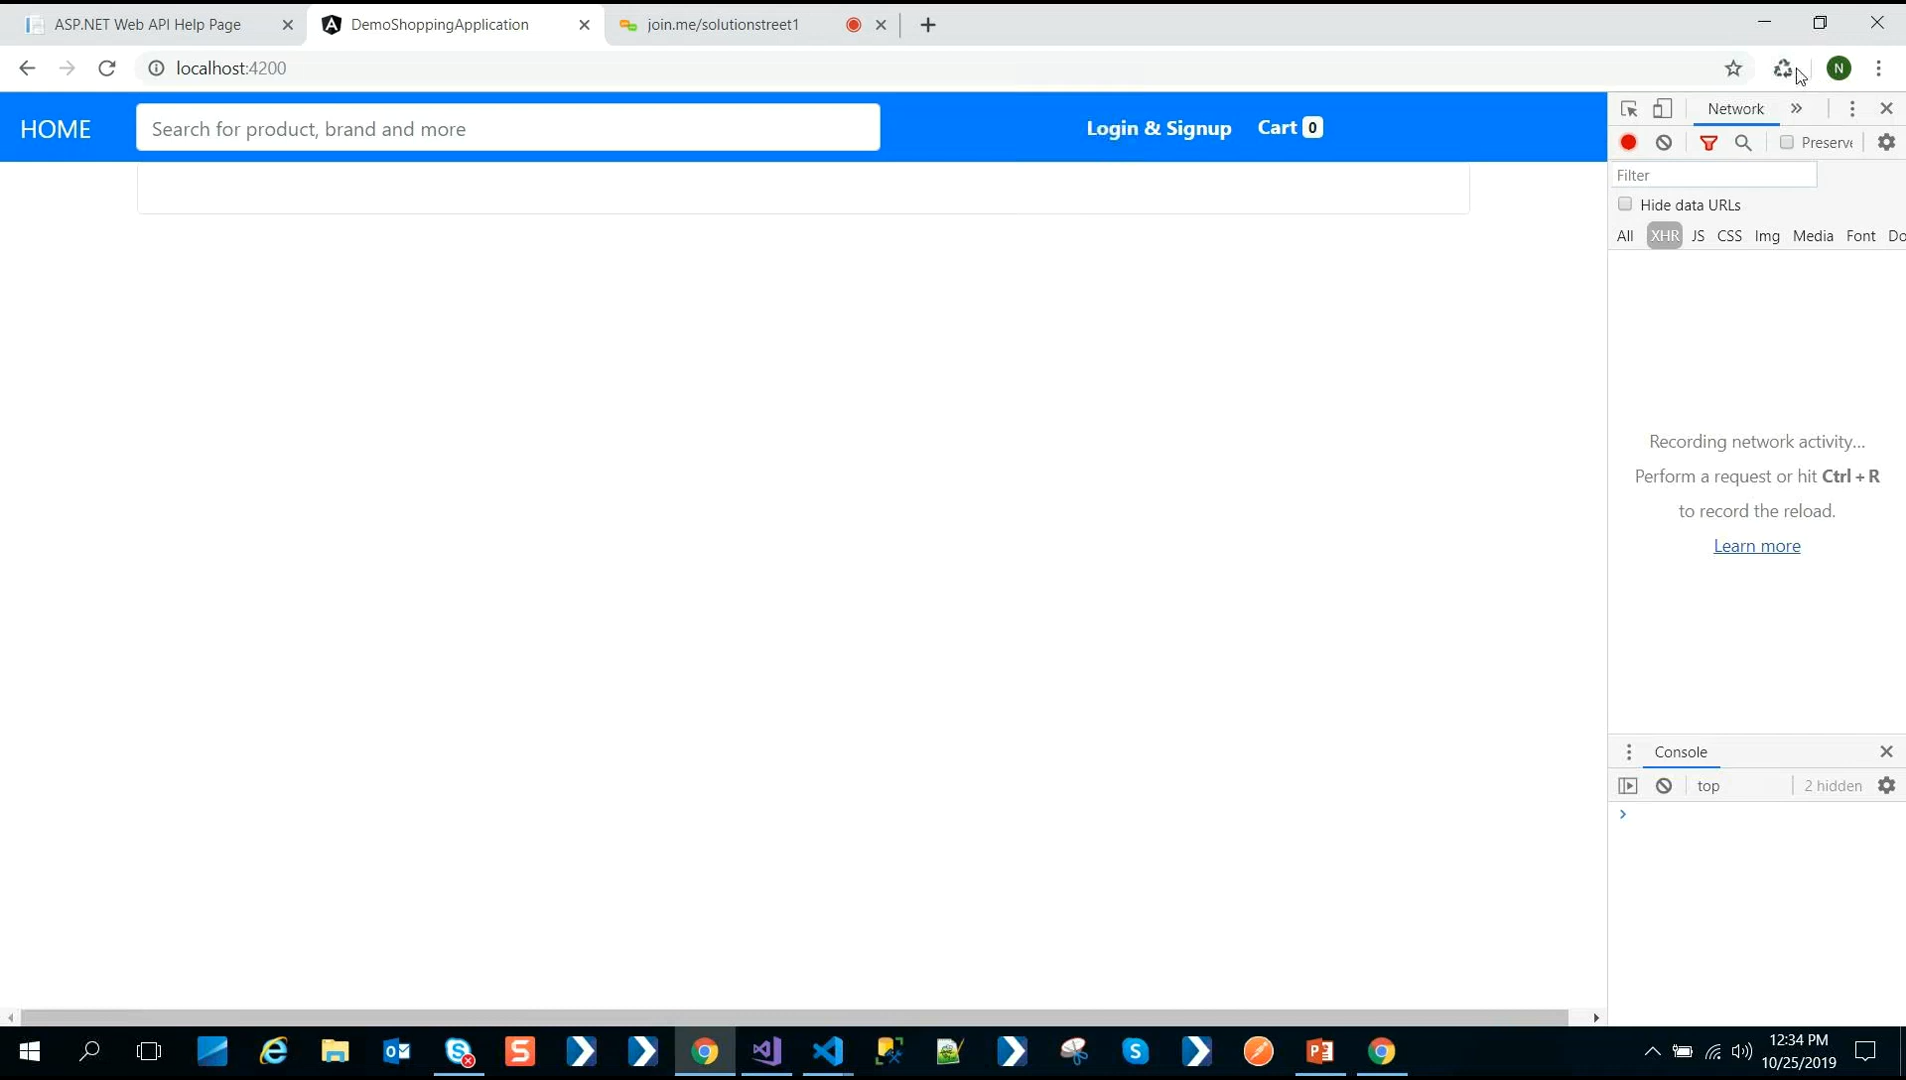 ASP.NET Web API Help Page
DemoShoppingApplication
join.me/solutionstreet1
localhost:4200
N
HOME
Search for product, brand and more
Login & Signup
Cart 0
Network
Preserve
Filter
Hide data URLs
All XHR JS CSS Img Media Font Do
Recording network activity...
Perform a request or hit Ctrl + R
to record the reload.
Learn more
Console
top
2 hidden
12:34 PM
10/25/2019